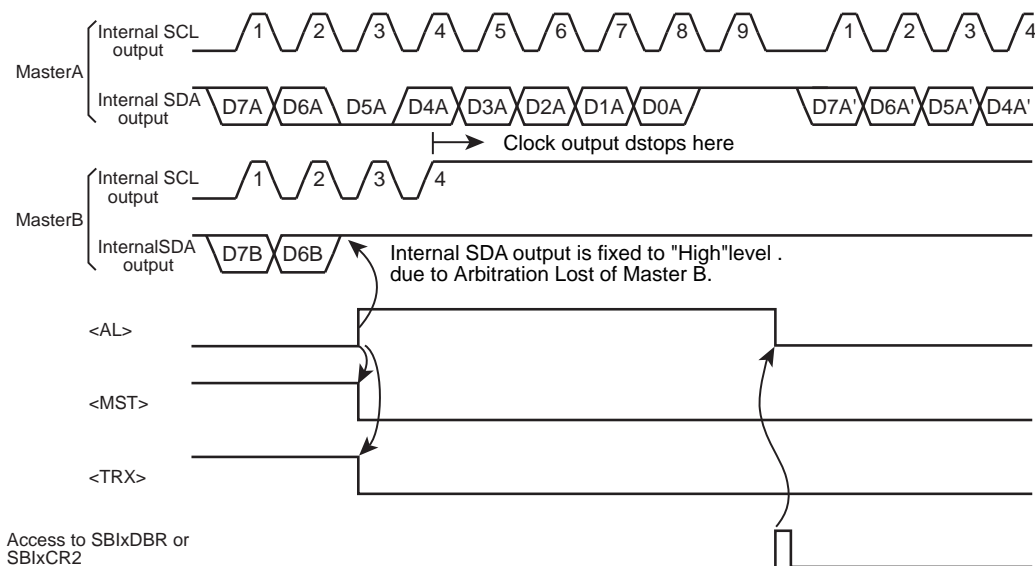 Internal SCL
output
1 2 3 4 5 6 7 8 9 1 2 3 4
MasterA
Internal SDA
output
D7A D6A D5A D4A D3A D2A D1A D0A D7A' D6A' D5A' D4A'
Clock output dstops here
Internal SCL
output
1 2 3 4
MasterB
InternalSDA
output
D7B D6B
Internal SDA output is fixed to "High"level .
due to Arbitration Lost of Master B.
<AL>
<MST>
<TRX>
Access to SBIxDBR or
SBIxCR2